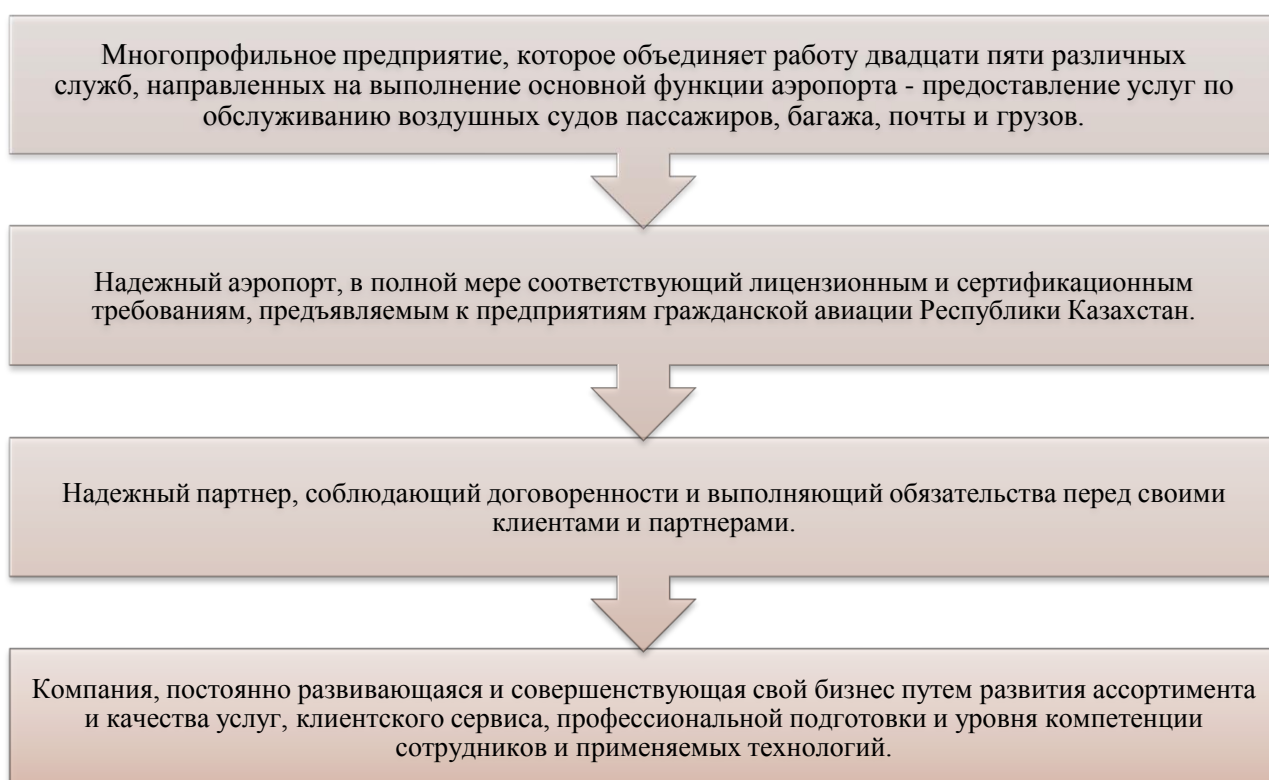 Многопрофильное предприятие, которое объединяет работу двадцати пяти различных
служб, направленных на выполнение основной функции аэропорта - предоставление услуг по
обслуживанию воздушных судов пассажиров, багажа, почты и грузов.
Надежный аэропорт, в полной мере соответствующий лицензионным и сертификационным
требованиям, предъявляемым к предприятиям гражданской авиации Республики Казахстан.
Надежный партнер, соблюдающий договоренности и выполняющий обязательства перед своими
клиентами и партнерами.
Компания, постоянно развивающаяся и совершенствующая свой бизнес путем развития ассортимента
и качества услуг, клиентского сервиса, профессиональной подготовки и уровня компетенции
сотрудников и применяемых технологий.